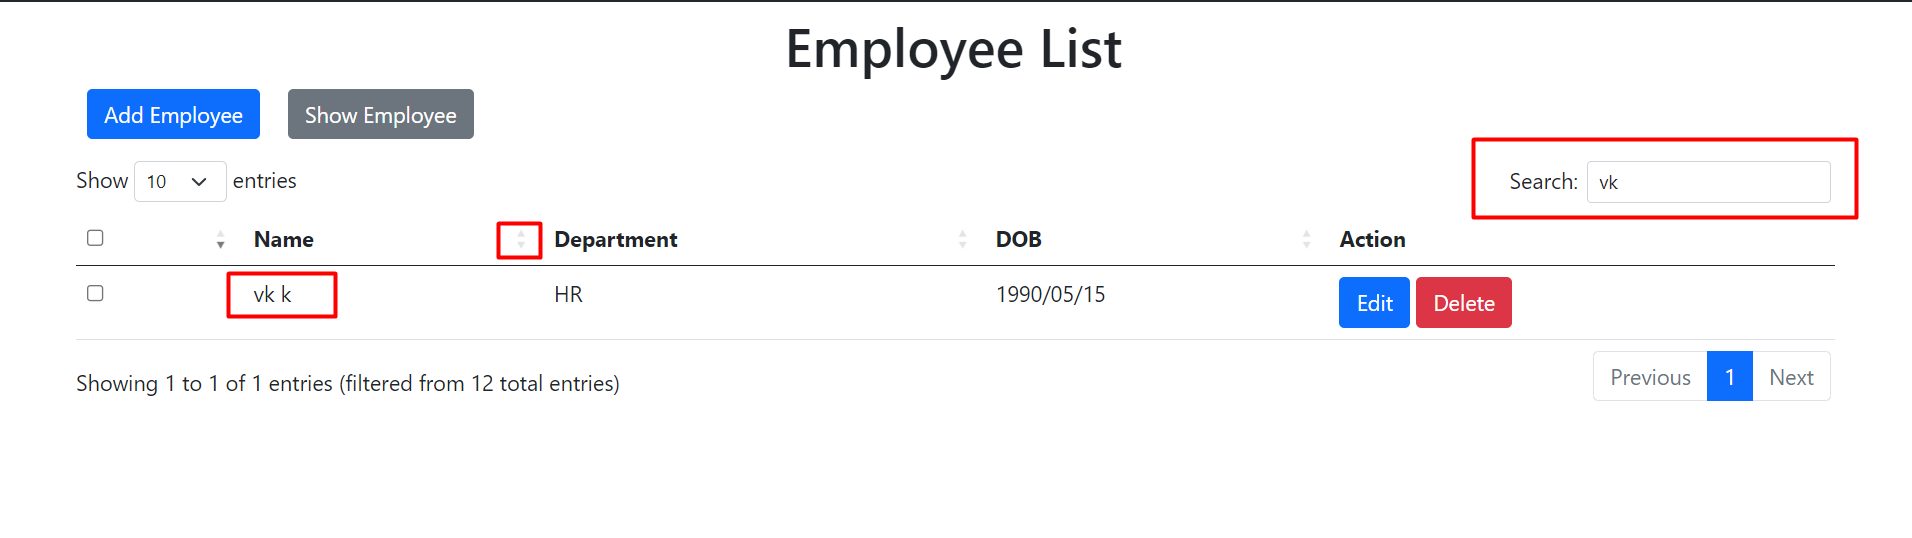 Employee List
Add Employee Show Employee
Show 10 entries Search: vk
Name Department DOB Action
vk k HR 1990/05/15 Edit Delete
Showing 1 to 1 of 1 entries (filtered from 12 total entries) Previous 1 Next